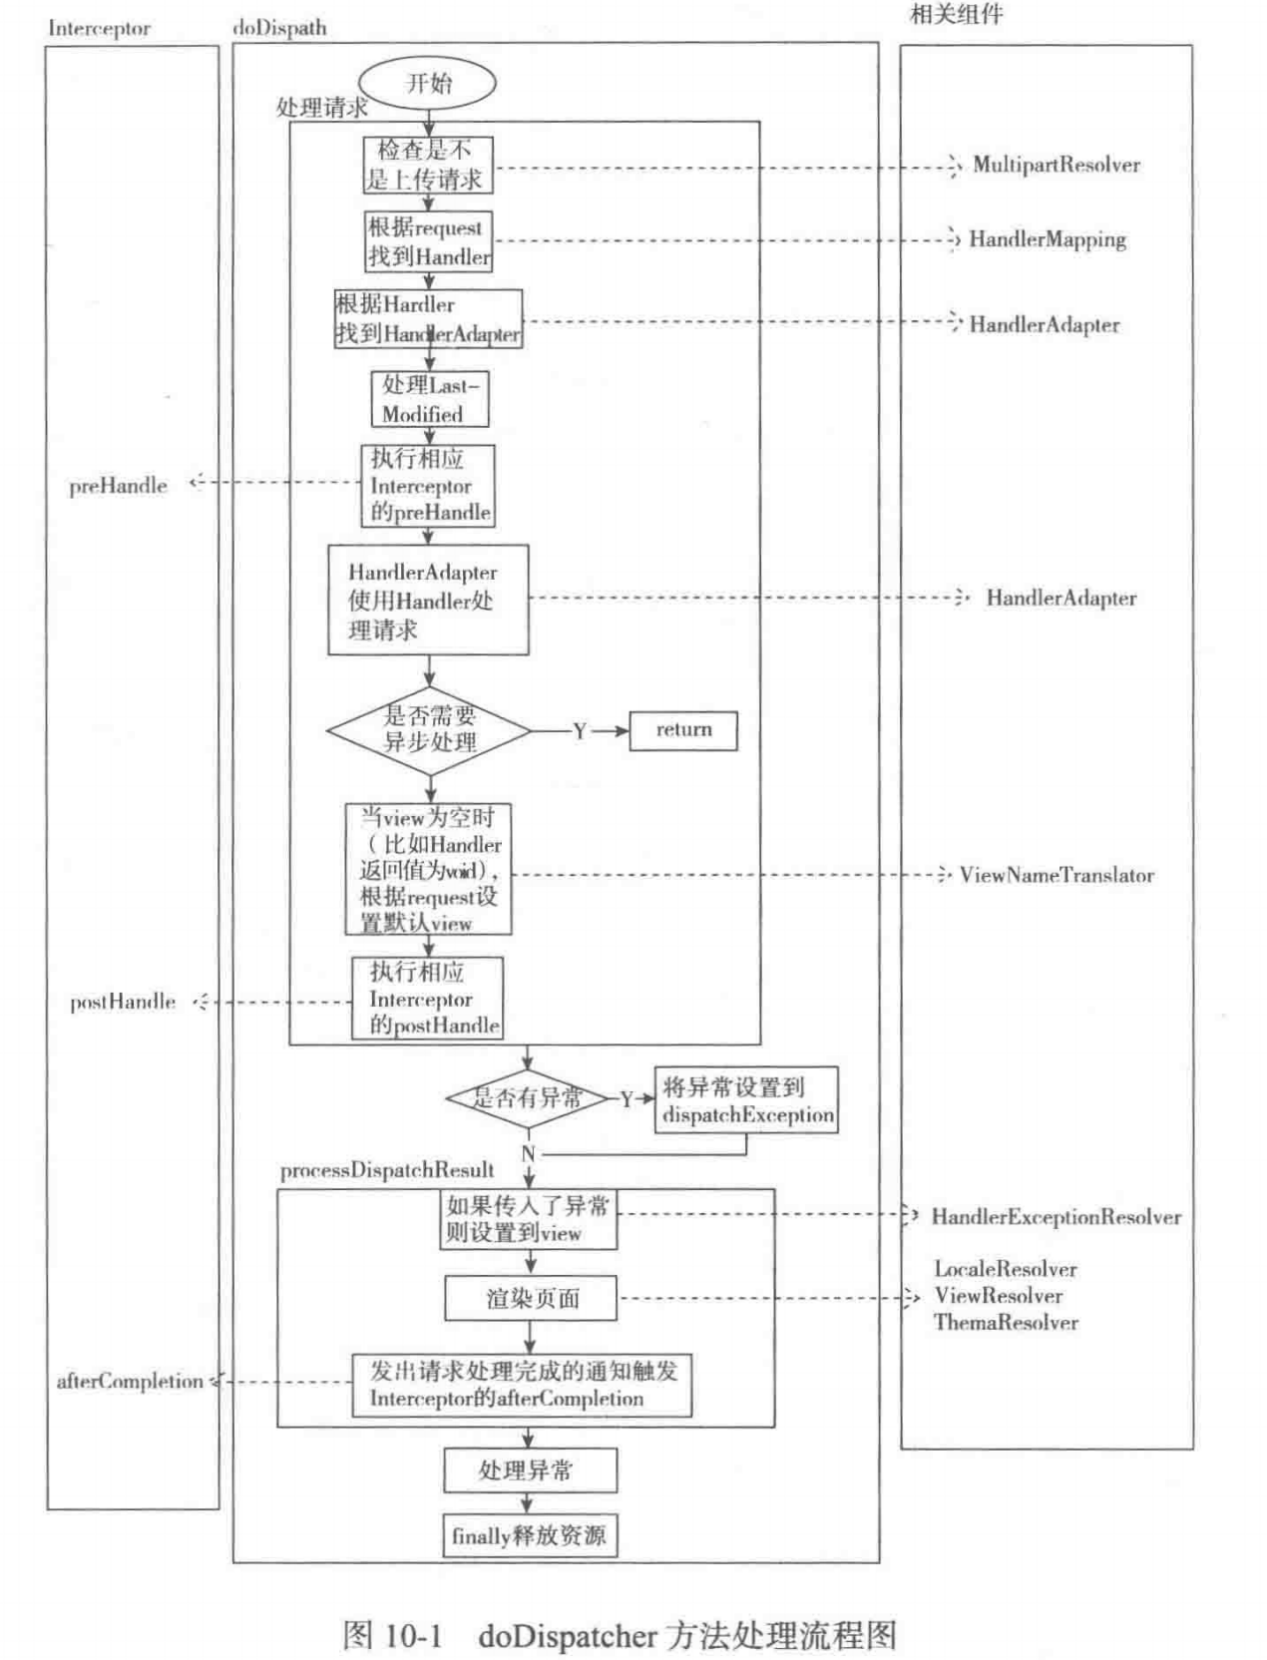 Interceptor
doDispath
相关组件
开始
处理请求
检查是不
是上传请求
MultipartResolver
根据request
找到Handler
HandlerMapping
根据Hardler
找到HandlerAdapter
HandlerAdapter
处理Last-
Modified
执行相应
Interceptor
的preHandle
preHandle
HandlerAdapter
使用Handler处
理请求
HandlerAdapter
是否需要
异步处理
Y
return
当view为空时
（比如Handler
返回值为void），
根据request设
置默认view
ViewNameTranslator
执行相应
Interceptor
的postHandle
postHandle
是否有异常
Y
将异常设置到
dispatchException
N
processDispatchResult
如果传入了异常
则设置到view
HandlerExceptionResolver
渲染页面
LocaleResolver
ViewResolver
ThemaResolver
发出请求处理完成的通知触发
Interceptor的afterCompletion
afterCompletion
处理异常
finally释放资源
图 10-1 doDispatcher 方法处理流程图